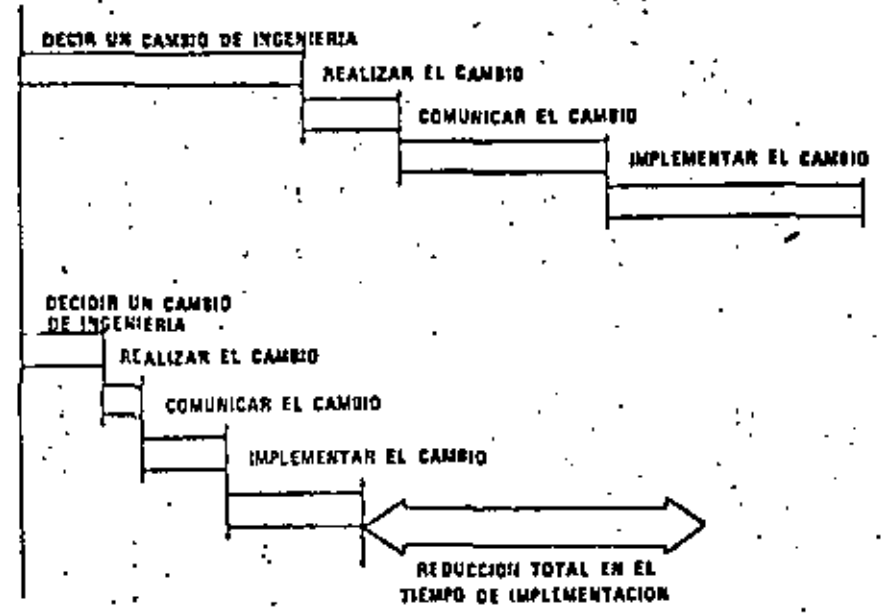 DECIR UN CAMBIO DE INGENIERIA
REALIZAR EL CAMBIO
COMUNICAR EL CAMBIO
IMPLEMENTAR EL CAMBIO
DECIDIR UN CAMBIO
DE INGENIERIA
REALIZAR EL CAMBIO
COMUNICAR EL CAMBIO
IMPLEMENTAR EL CAMBIO
REDUCCION TOTAL EN EL
TIEMPO DE IMPLEMENTACION